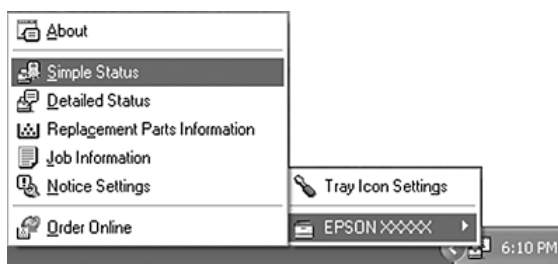 About
Simple Status
Detailed Status
Replacement Parts Information
Job Information
Notice Settings
Order Online
Tray Icon Settings
EPSON XXXXX
6:10 PM